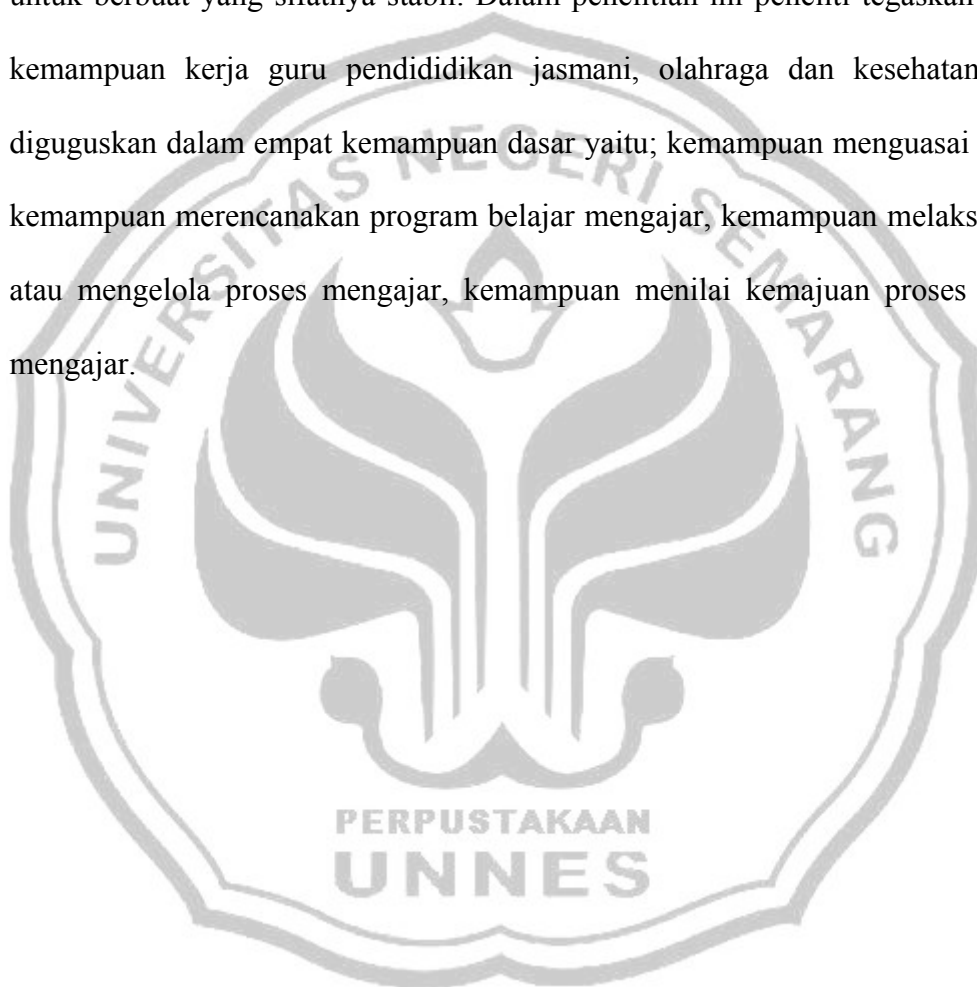 untuk berbuat yang sifatnya stabil. Dalam penelitian ini peneliti tegaskan
kemampuan kerja guru pendididikan jasmani, olahraga dan kesehatan
diguguskan dalam empat kemampuan dasar yaitu; kemampuan menguasai
kemampuan merencanakan program belajar mengajar, kemampuan melaks
atau mengelola proses mengajar, kemampuan menilai kemajuan proses
mengajar.
UNIVERSITAS NEGERI SEMARANG
PERPUSTAKAAN
UNNES